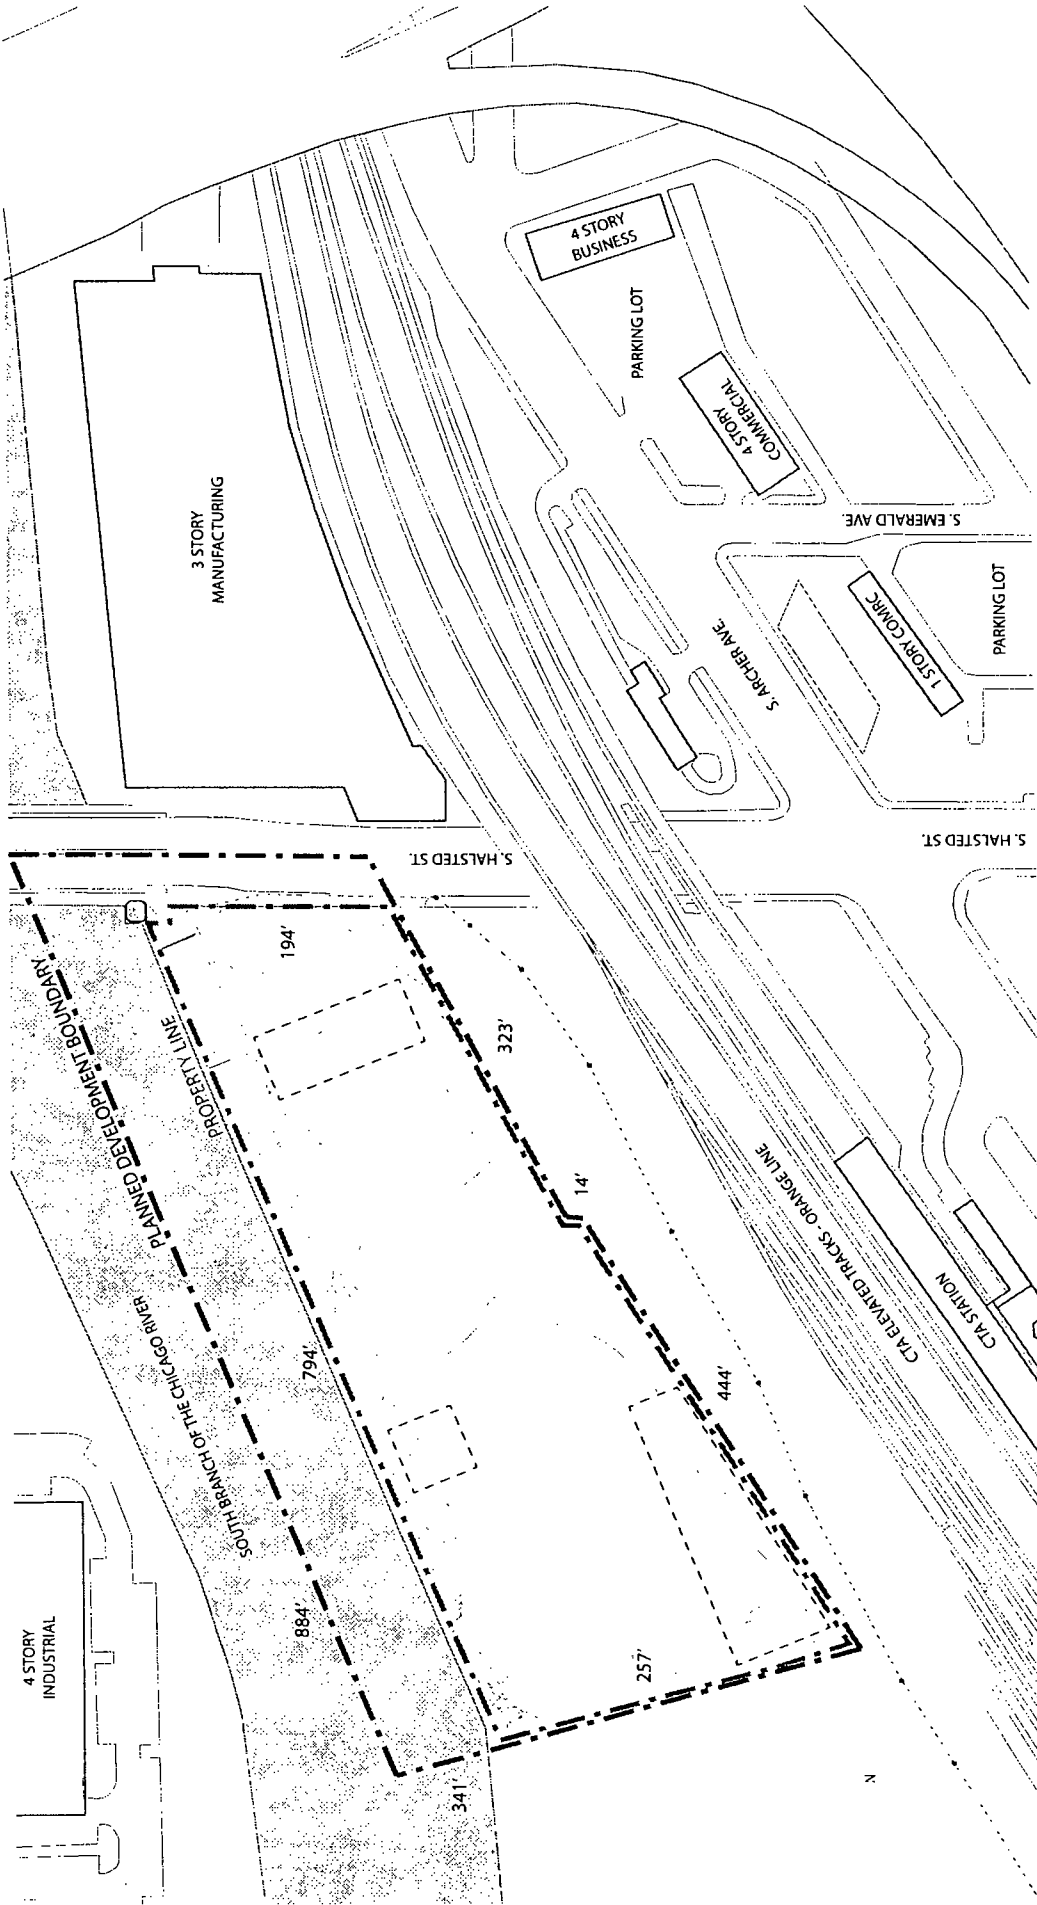 4 STORY
BUSINESS
PARKING LOT
4 STORY
COMMERCIAL
3 STORY
MANUFACTURING
S. EMERALD AVE.
1 STORY COMRC
PARKING LOT
S. ARCHER AVE.
S. HALSTED ST.
S. HALSTED ST.
194'
PLANNED DEVELOPMENT BOUNDARY
PROPERTY LINE
323'
14'
CTA ELEVATED TRACKS - ORANGE LINE
CTA STATION
SOUTH BRANCH OF THE CHICAGO RIVER
794'
444'
884'
257'
341'
4 STORY
INDUSTRIAL
N